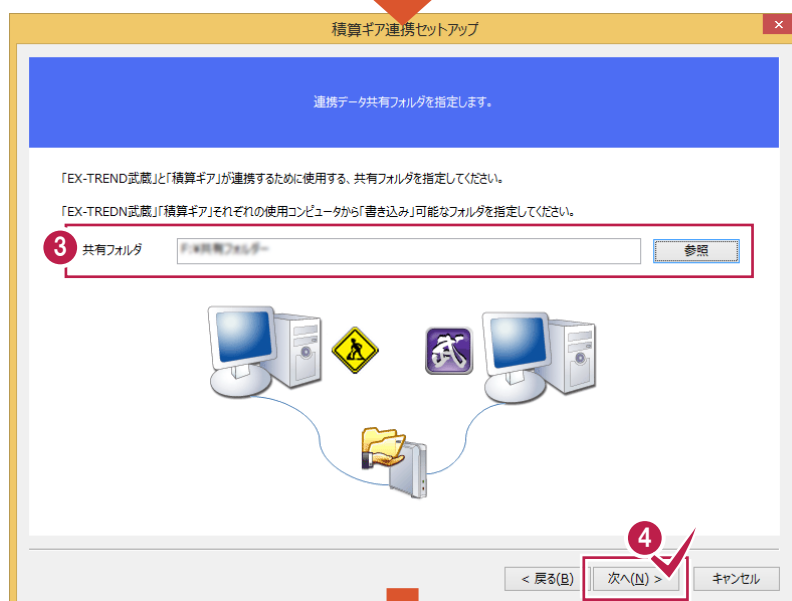 積算ギア連携セットアップ
連携データ共有フォルダを指定します。
「EX-TREND武蔵」と「積算ギア」が連携するために使用する、共有フォルダを指定してください。
「EX-TREDN武蔵」「積算ギア」それぞれの使用コンピュータから「書き込み」可能なフォルダを指定してください。
3 共有フォルダ 参照
武
4
< 戻る(B) 次へ(N) > キャンセル